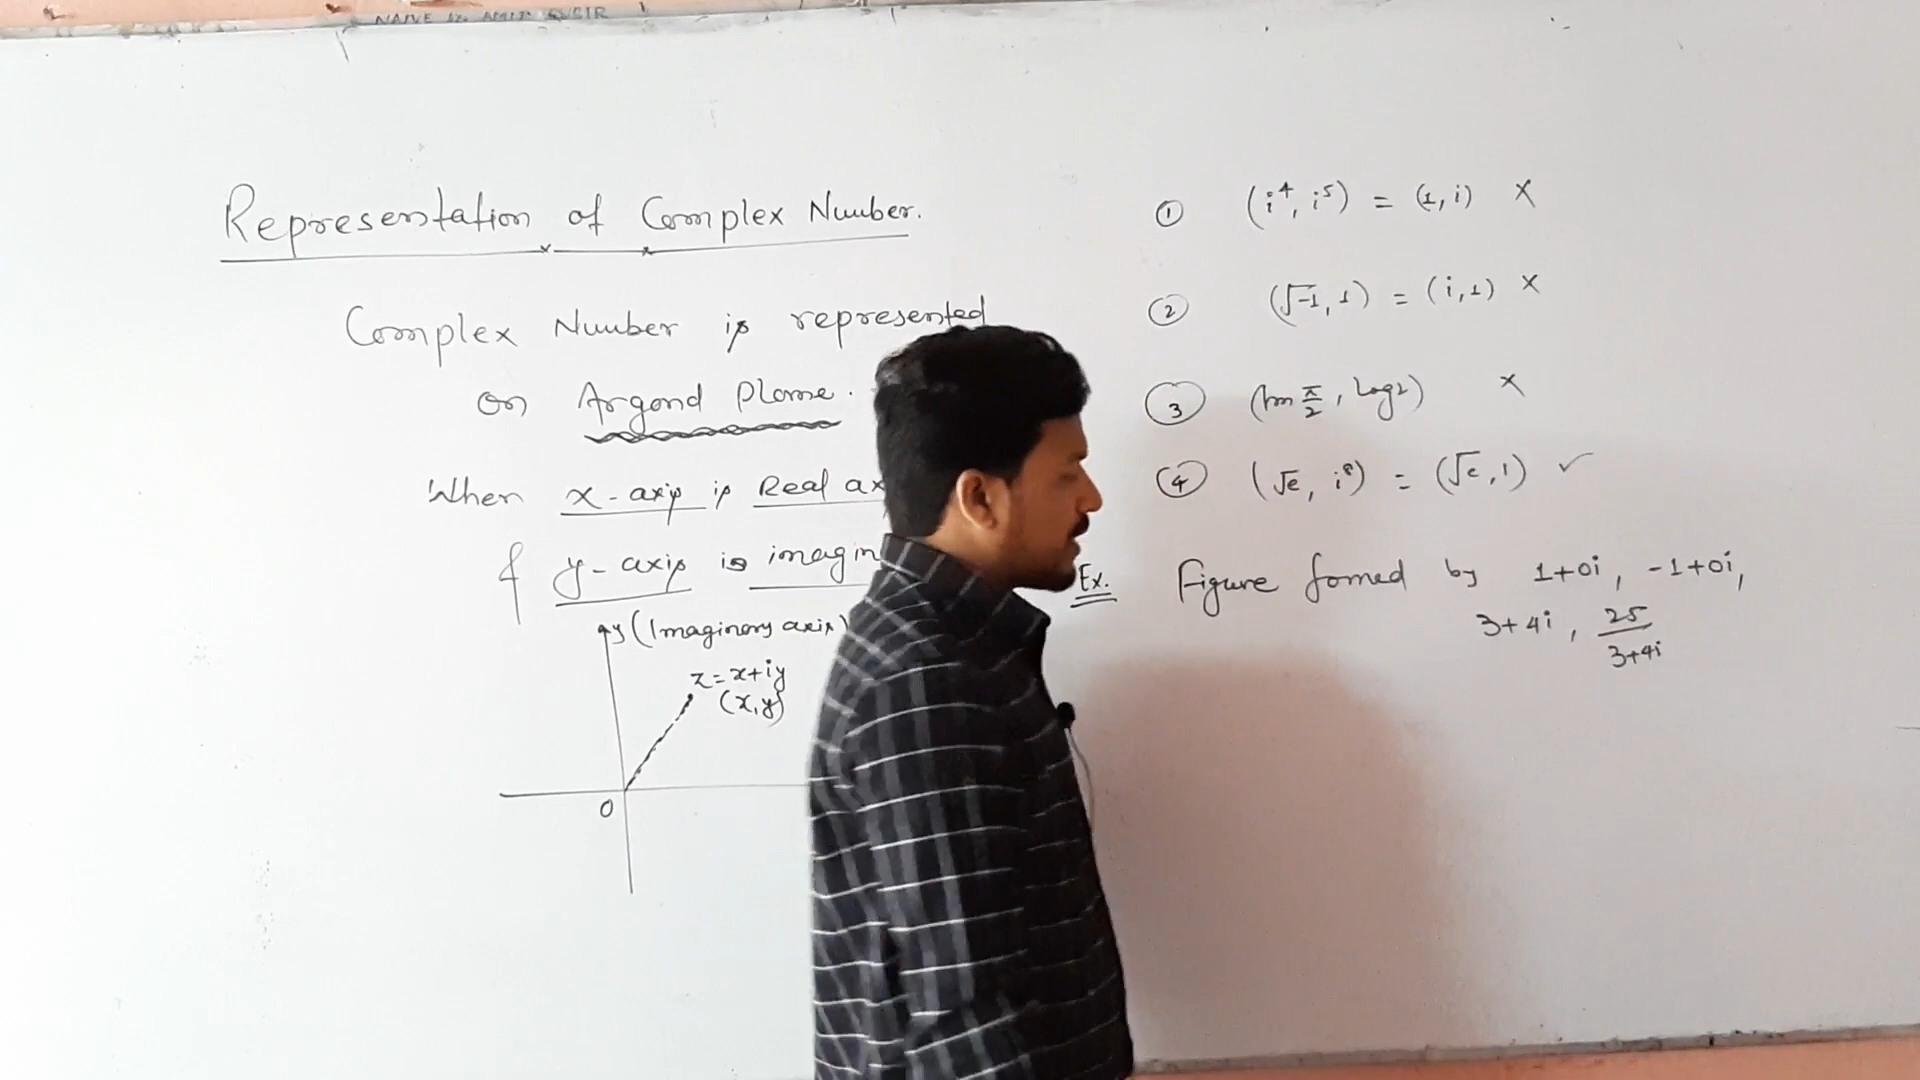 Representation of Complex Number.
Complex Number is represented
on Argand Plane.
When x-axis is Real ax
& y-axis is imagin
y (Imaginary axis)
z = x+iy
(x, y)
0
① (i⁴, i⁵) = (1, i) ×
② (√-1, 1) = (i, 1) ×
③ (tan π/2, log2) ×
④ (√e, i⁸) = (√e, 1) ✓
Ex. Figure fomed by 1+0i, -1+0i,
3+4i, 25/3+4i